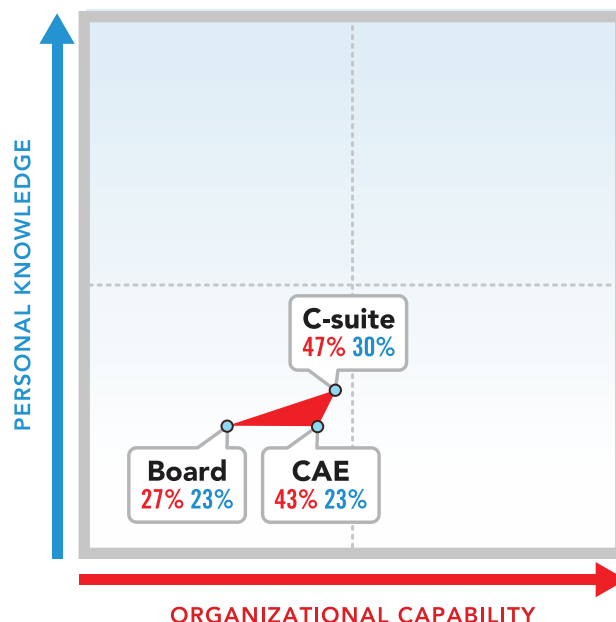 PERSONAL KNOWLEDGE
C-suite
47% 30%
Board
27% 23%
CAE
43% 23%
ORGANIZATIONAL CAPABILITY